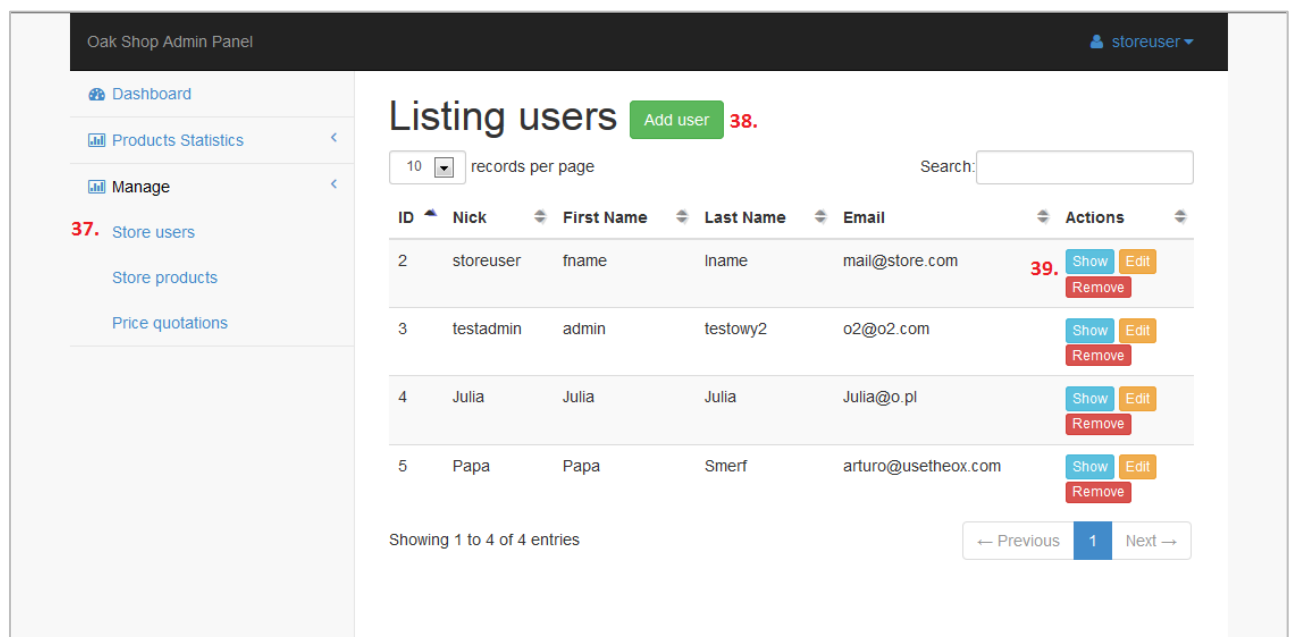 Oak Shop Admin Panel storeuser
Dashboard
Products Statistics
Manage
37. Store users
Store products
Price quotations
Listing users Add user 38.
10 records per page Search:
ID Nick First Name Last Name Email Actions
2 storeuser fname lname mail@store.com 39. Show Edit
Remove
3 testadmin admin testowy2 o2@o2.com Show Edit
Remove
4 Julia Julia Julia Julia@o.pl Show Edit
Remove
5 Papa Papa Smerf arturo@usetheox.com Show Edit
Remove
Showing 1 to 4 of 4 entries ← Previous 1 Next →